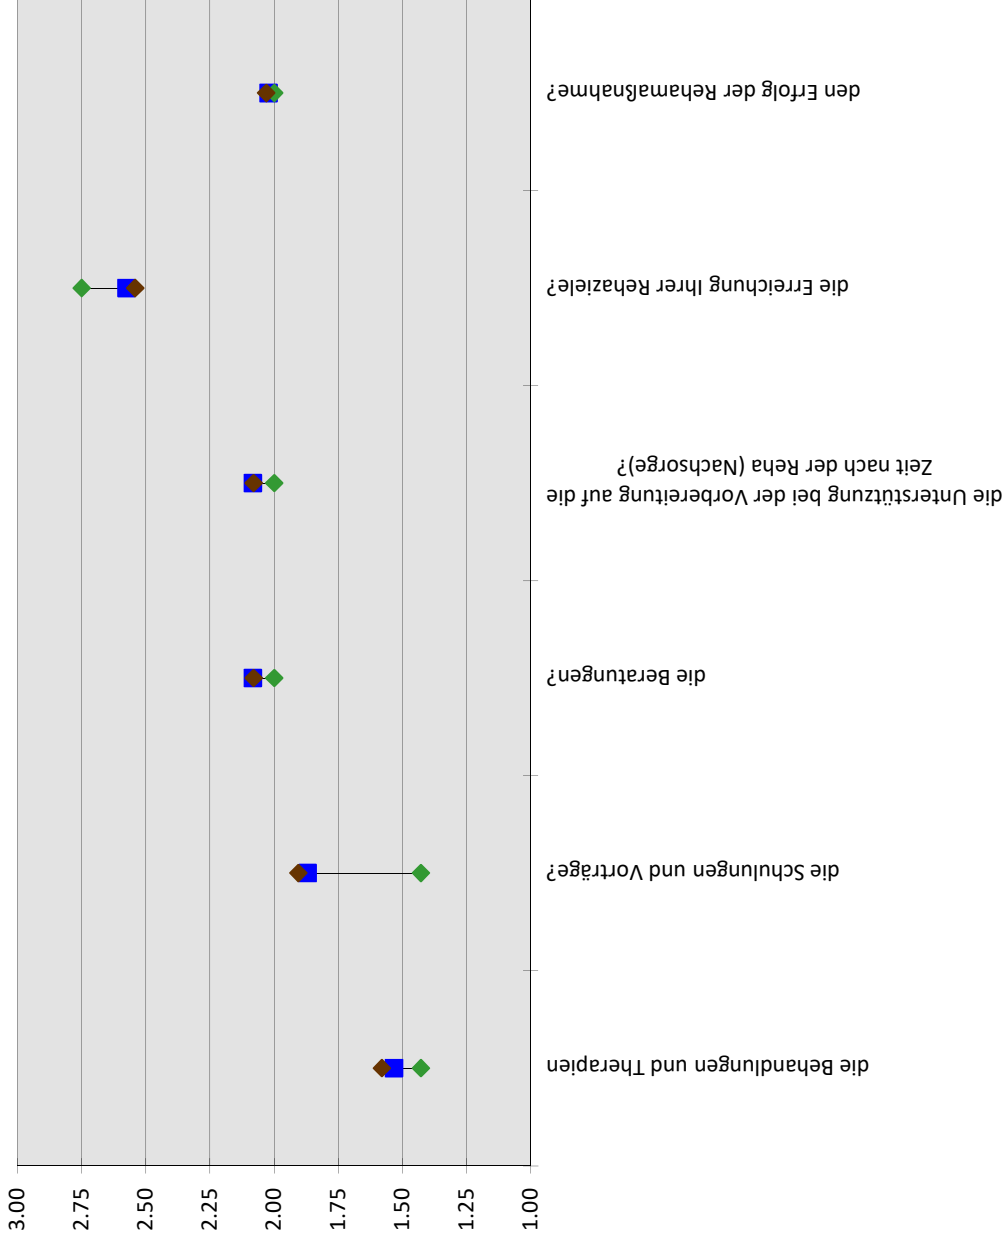 den Erfolg der Rehamaßnahme?
die Erreichung Ihrer Rehaziele?
die Unterstützung bei der Vorbereitung auf die
Zeit nach der Reha (Nachsorge)?
die Beratungen?
die Schulungen und Vorträge?
die Behandlungen und Therapien
3.00
2.75
2.50
2.25
2.00
1.75
1.50
1.25
1.00